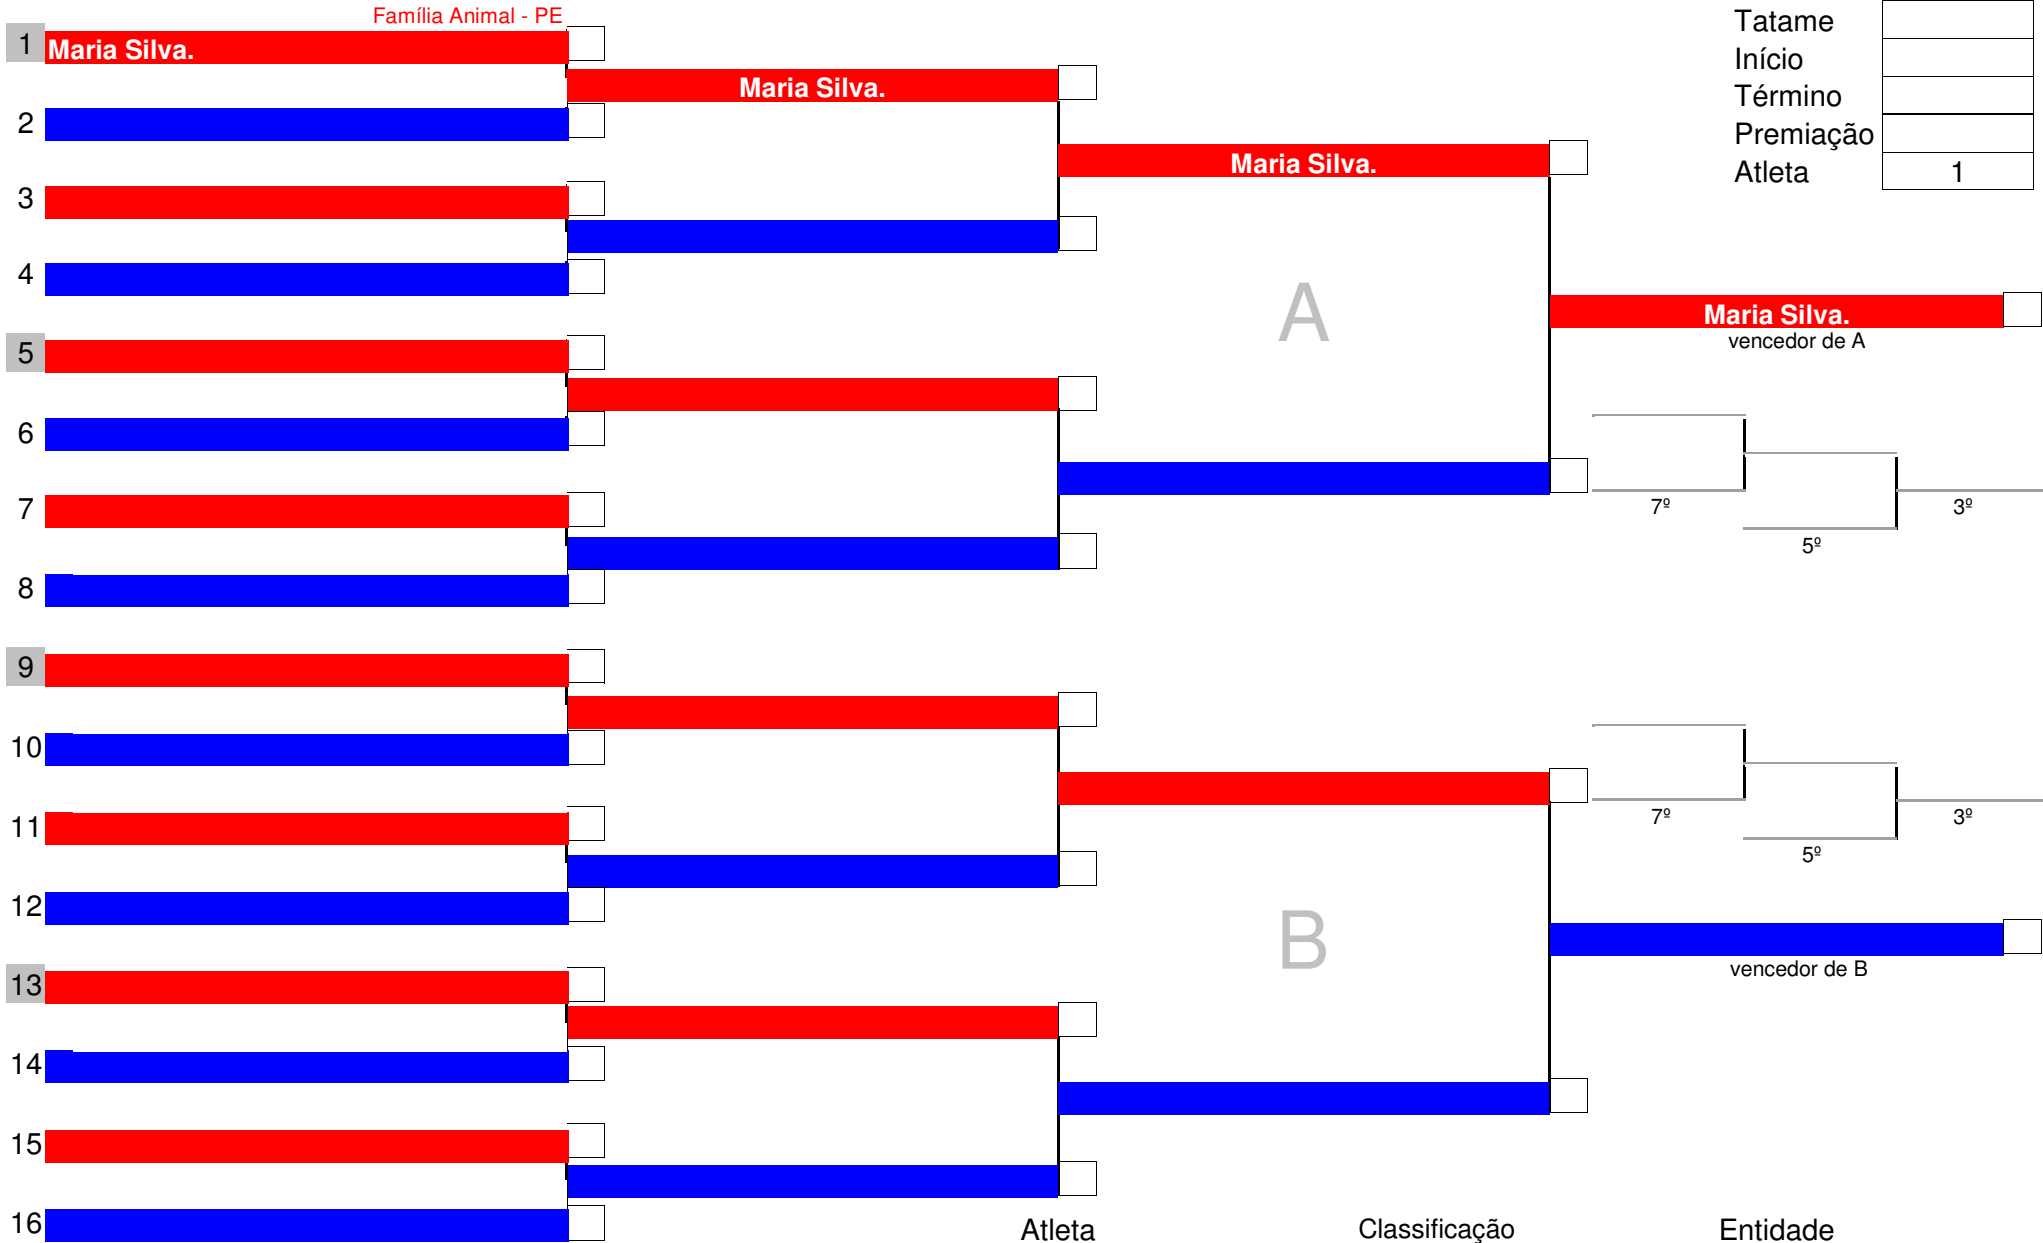 Família Animal - PE
Tatame
1
Maria Silva.
Início
Maria Silva.
Término
2
Premiação
Maria Silva.
Atleta 1
3
4
A
Maria Silva.
vencedor de A
5
6
7
7º
3º
5º
8
9
10
11
7º
3º
5º
12
B
vencedor de B
13
14
15
16
Atleta Classificação Entidade